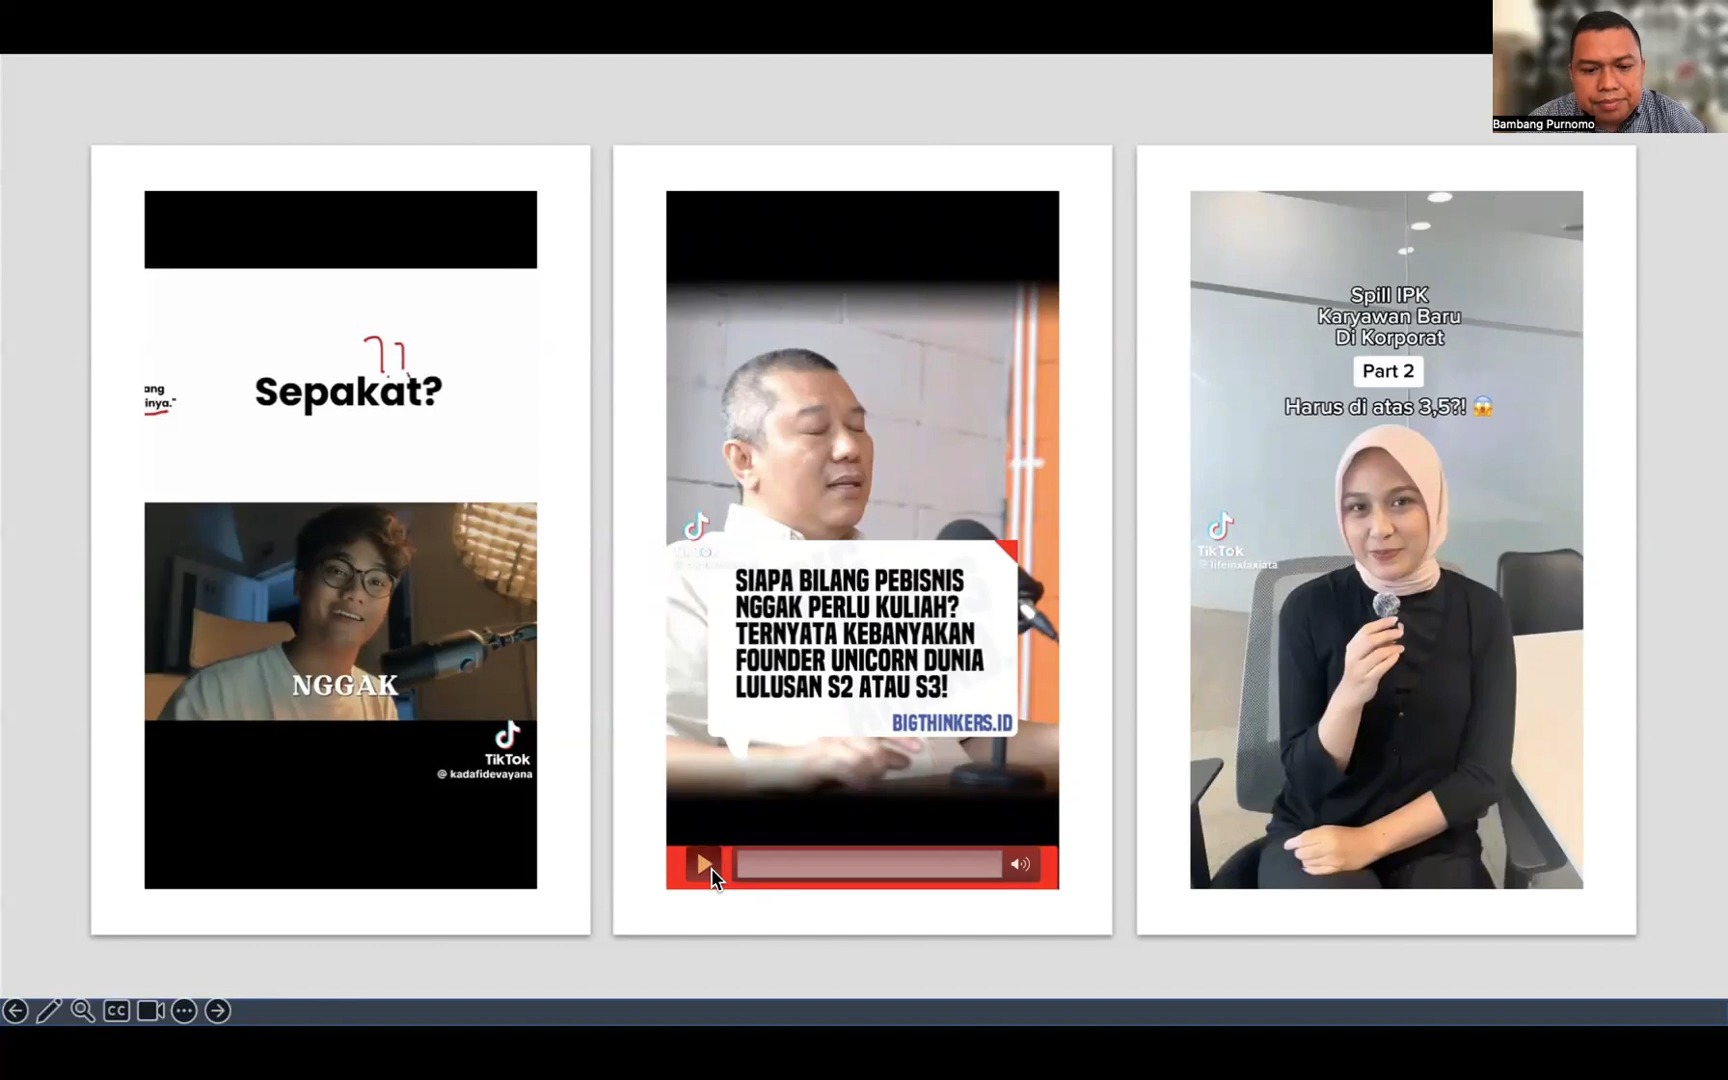 Bambang Purnomo
ang
inya."
Sepakat?
NGGAK
TikTok
@ kadafidevayana
SIAPA BILANG PEBISNIS
NGGAK PERLU KULIAH?
TERNYATA KEBANYAKAN
FOUNDER UNICORN DUNIA
LULUSAN S2 ATAU S3!
BIGTHINKERS.ID
Spill IPK
Karyawan Baru
Di Korporat
Part 2
Harus di atas 3,5?! 😱
TikTok
@ lifeinxlaxiata
CC